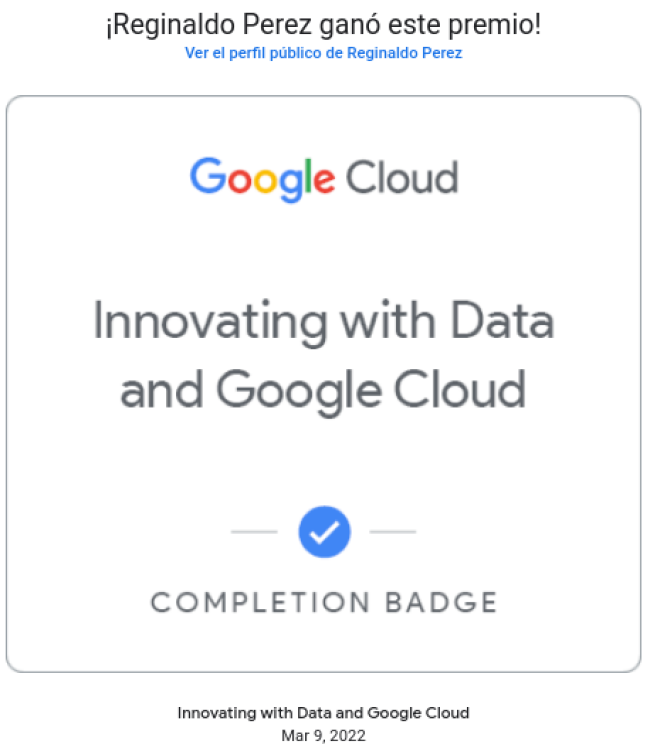 ¡Reginaldo Perez ganó este premio!
Ver el perfil público de Reginaldo Perez
Google Cloud
Innovating with Data
and Google Cloud
COMPLETION BADGE
Innovating with Data and Google Cloud
Mar 9, 2022